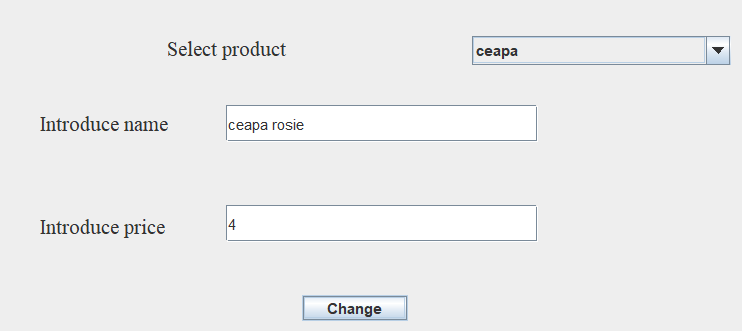 Select product
ceapa
Introduce name
ceapa rosie
Introduce price
4
Change